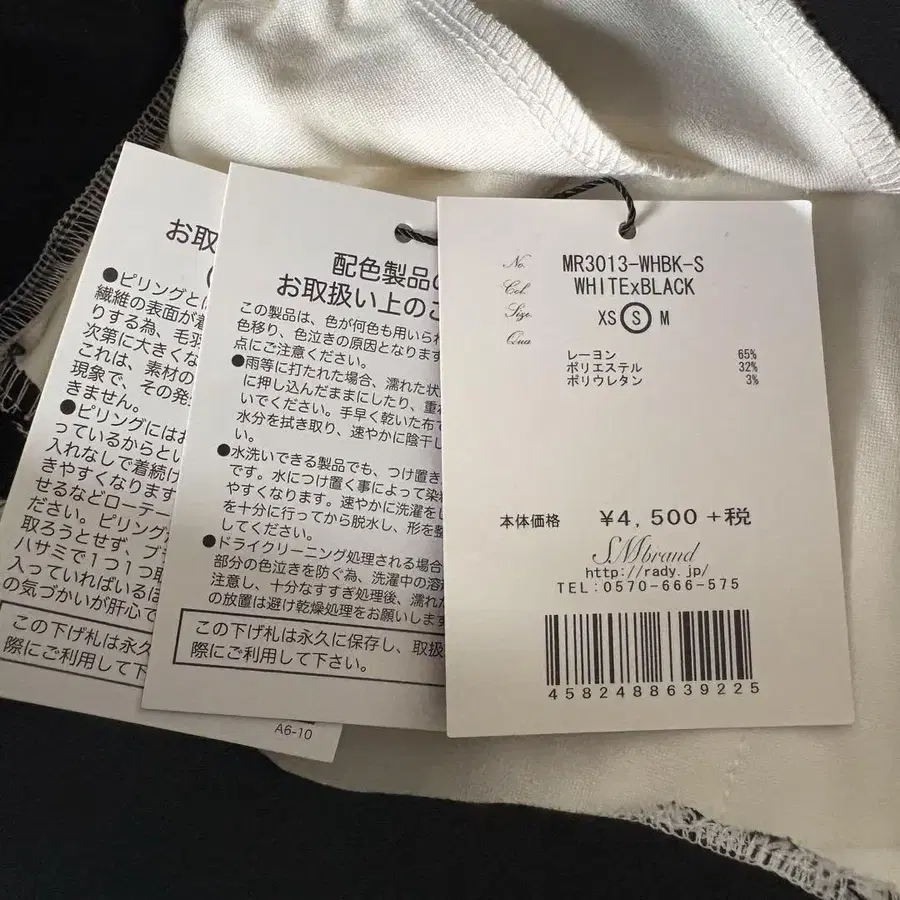 お取
●ピリングとは
繊維の表面が着
りする為、毛羽
次第に大きくな
これは、素材の
現象で、その発
きません。
●ピリングにはお
っているからとい
入れなしで着続け
きやすくなります
せるなどローテー
ださい。ピリング
取ろうとせず、ブ
ハサミで1つ1つ取
入っていればいるほ
の気づかいが肝心で
この下げ札は永久
際にご利用して下
A6-10
配色製品の
お取扱い上のご
この製品は、色が何色も用いられ
色移り、色泣きの原因となります
点にご注意ください。
●雨等に打たれた場合、濡れた状
に押し込んだままにしたり、重ね
いでください。手早く乾いた布で
水分を拭き取り、速やかに陰干し
い。
●水洗いできる製品でも、つけ置き
です。水につけ置く事によって染料
やすくなります。速やかに洗濯をし
を十分に行ってから脱水し、形を整
してください。
●ドライクリーニング処理される場合
部分の色泣きを防ぐ為、洗濯中の溶剤
注意し、十分なすすぎ処理後、濡れた
の放置は避け乾燥処理をお願いします
この下げ札は永久に保存し、取扱
際にご利用して下さい。
No. MR3013-WHBK-S
Col. WHITExBLACK
Size XS S M
Qua
レーヨン 65%
ポリエステル 32%
ポリウレタン 3%
本体価格 ¥4,500+税
SMbrand
http://rady.jp/
TEL:0570-666-575
4582488639225